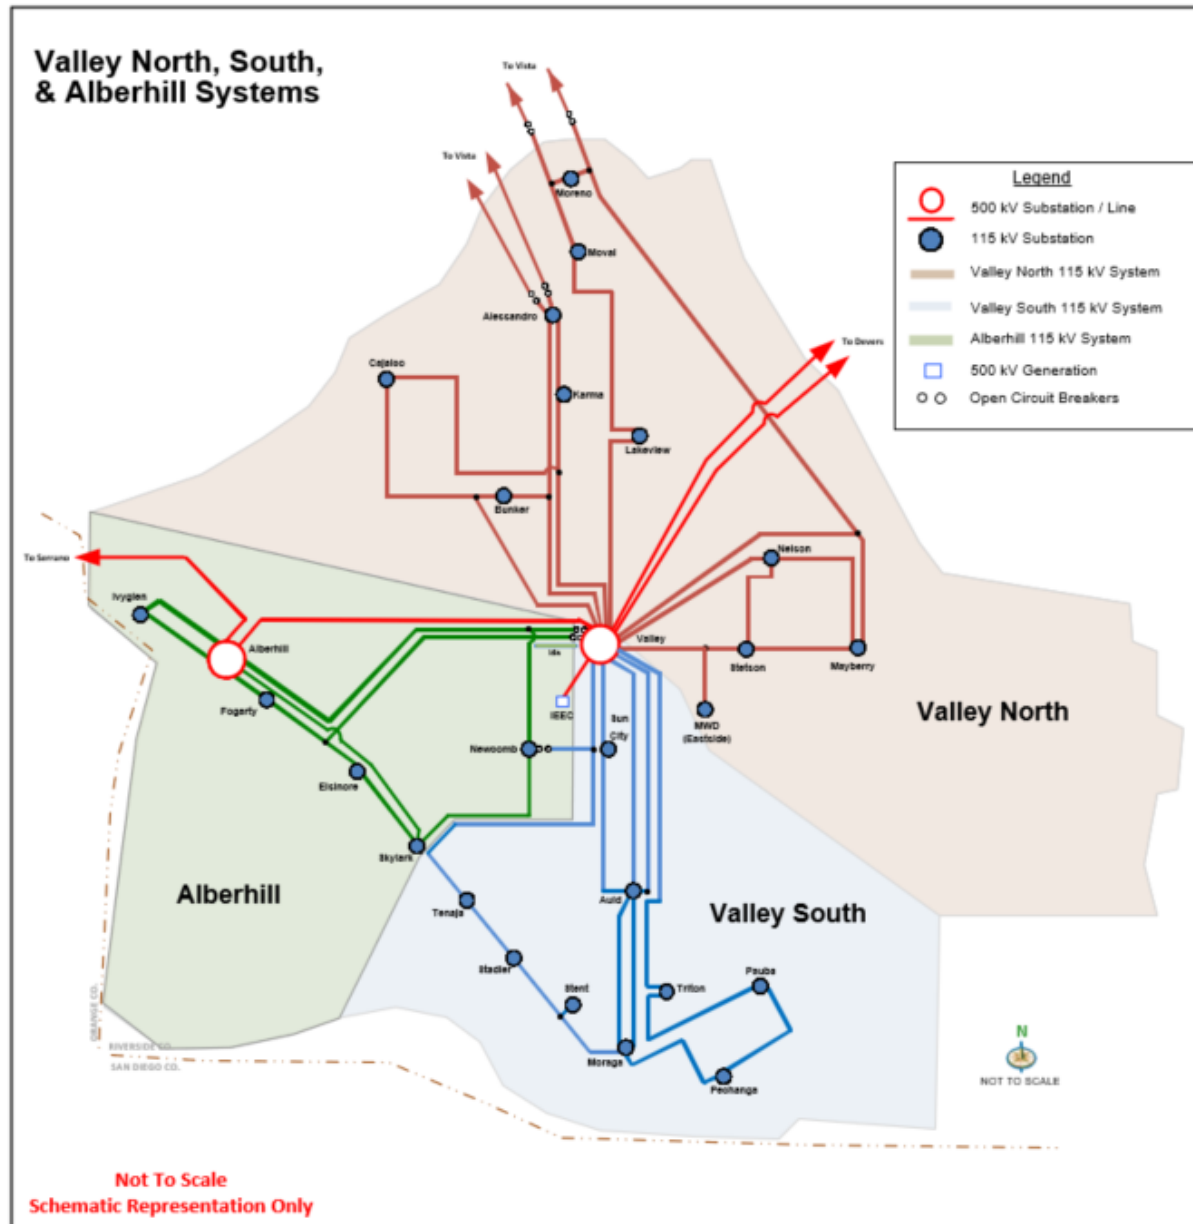 Valley North, South,
& Alberhill Systems
To Vista
To Vista
Moreno
Moval
Alessandro
Cajalco
Karma
Lakeview
Bunker
To Devers
Legend
500 kV Substation / Line
115 kV Substation
Valley North 115 kV System
Valley South 115 kV System
Alberhill 115 kV System
500 kV Generation
Open Circuit Breakers
To Serrano
Ivyglen
Alberhill
Fogarty
Elsinore
Skylark
Newcomb
Ida
IEEC
Sun
City
Valley
Nelson
Stetson
Mayberry
MWD
(Eastside)
Valley North
Alberhill
Valley South
Tenaja
Stadler
Stent
Auld
Triton
Pauba
Moraga
Pechanga
ORANGE CO.
RIVERSIDE CO.
SAN DIEGO CO.
N
NOT TO SCALE
Not To Scale
Schematic Representation Only